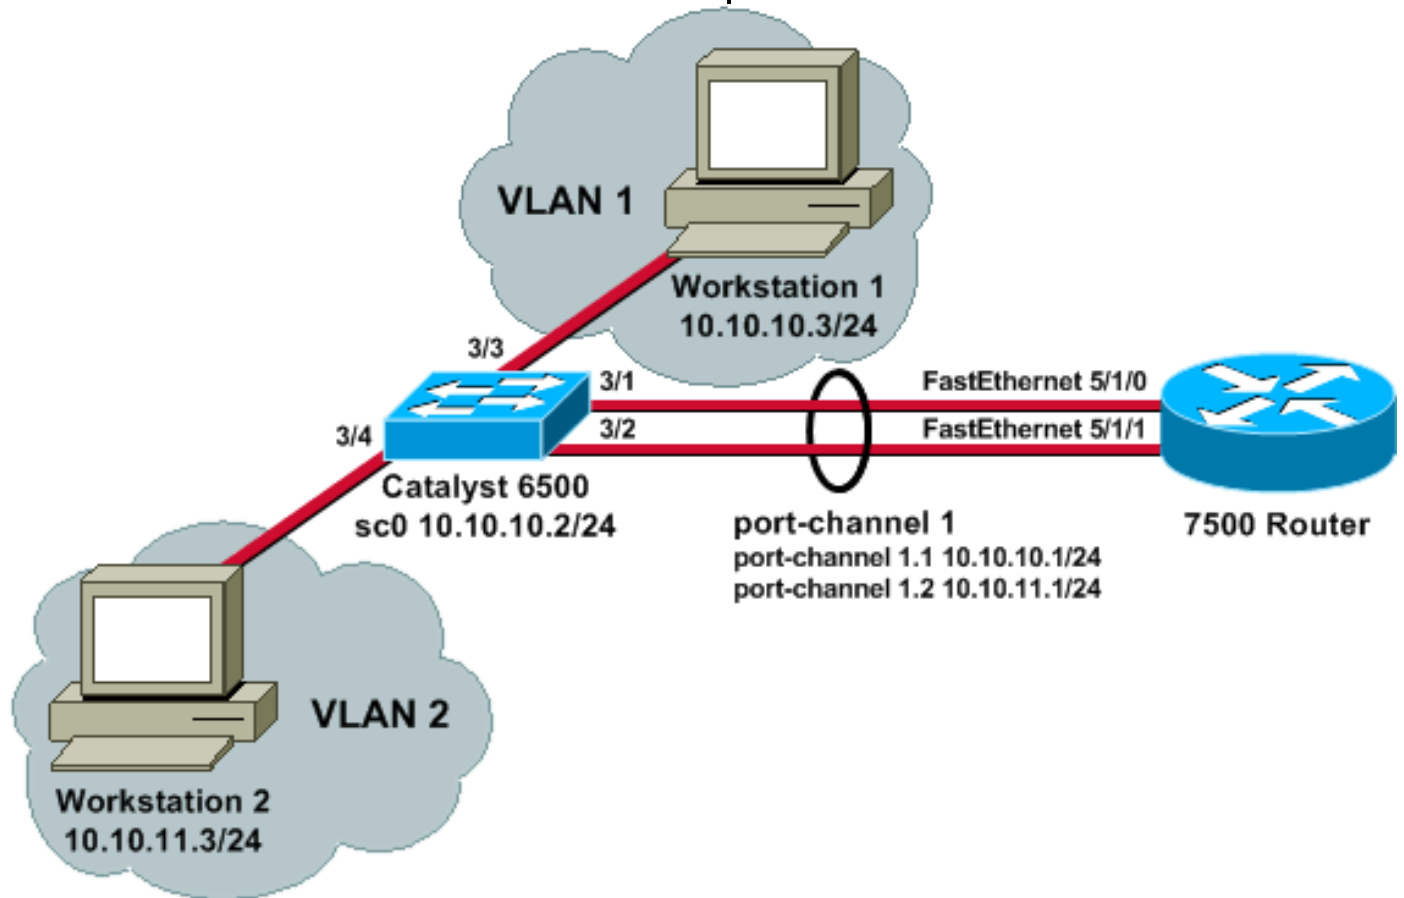 VLAN 1
Workstation 1
10.10.10.3/24
3/3
3/1
FastEthernet 5/1/0
3/4
3/2
FastEthernet 5/1/1
Catalyst 6500
sc0 10.10.10.2/24
port-channel 1
port-channel 1.1 10.10.10.1/24
port-channel 1.2 10.10.11.1/24
7500 Router
VLAN 2
Workstation 2
10.10.11.3/24